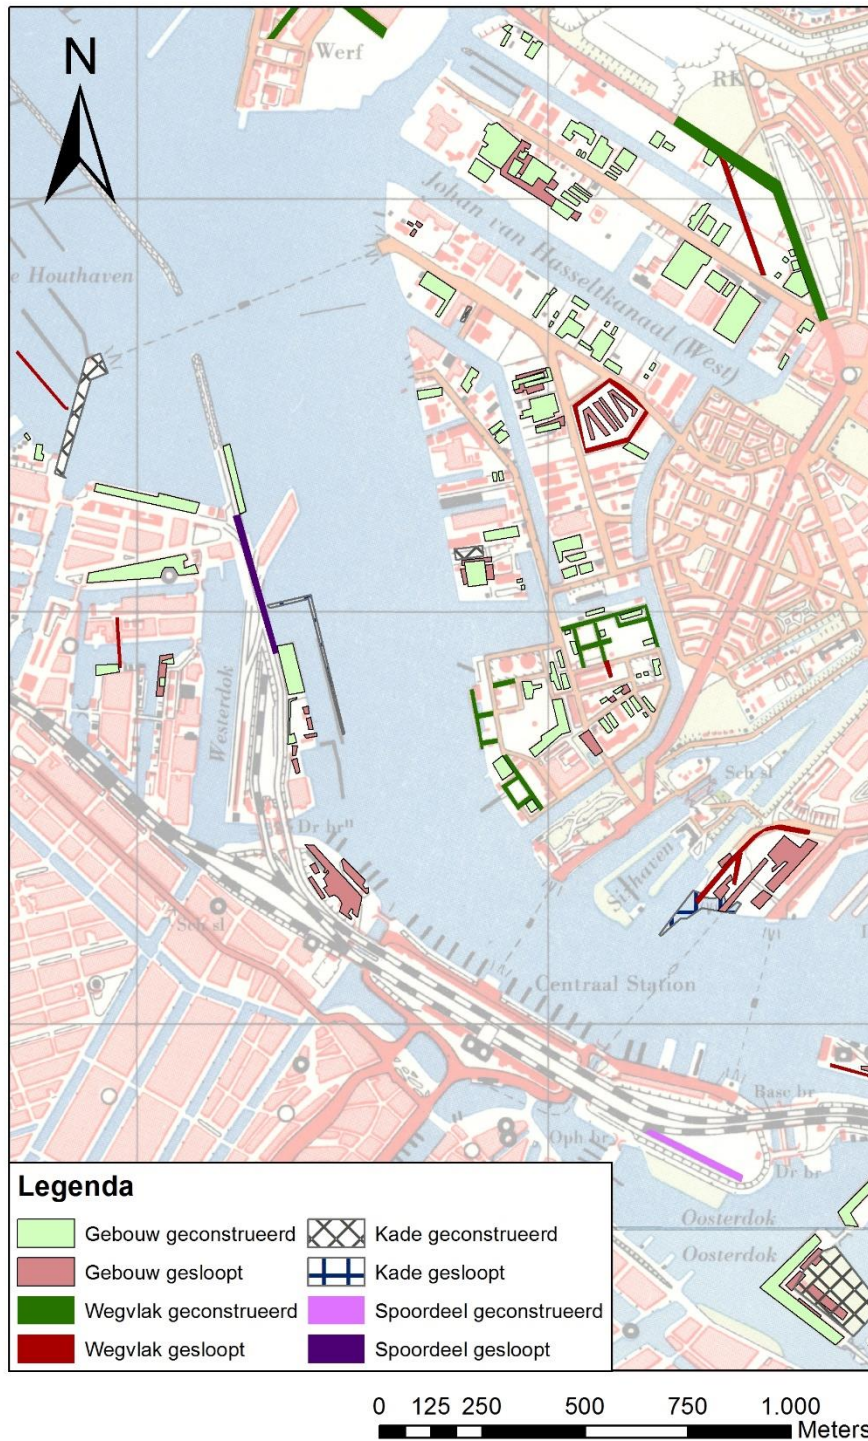 N
Werf
RK
Johan van Hasseltkanaal (West)
e Houthaven
Westerdok
Dr brn
Sch sl
Sixhaven
Sch sl
Centraal Station
Basc br
Oph br
Dr br
Oosterdok
Oosterdok
Legenda
Gebouw geconstrueerd
Kade geconstrueerd
Gebouw gesloopt
Kade gesloopt
Wegvlak geconstrueerd
Spoordeel geconstrueerd
Wegvlak gesloopt
Spoordeel gesloopt
0 125 250 500 750 1.000
Meters